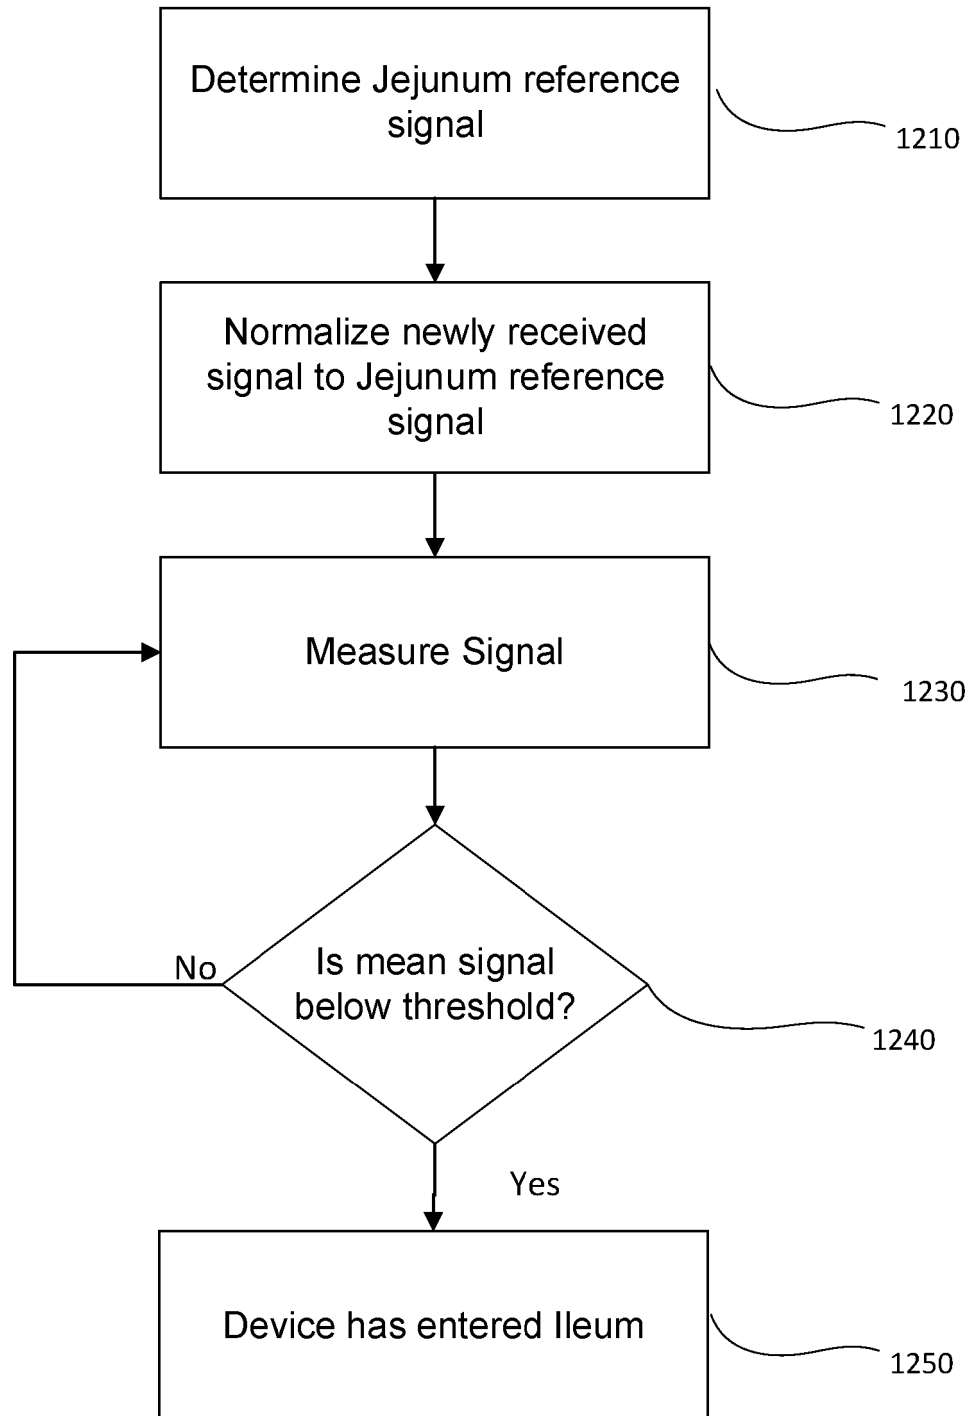 Determine Jejunum reference
signal
1210
Normalize newly received
signal to Jejunum reference
signal
1220
Measure Signal
1230
No
Is mean signal
below threshold?
1240
Yes
Device has entered Ileum
1250